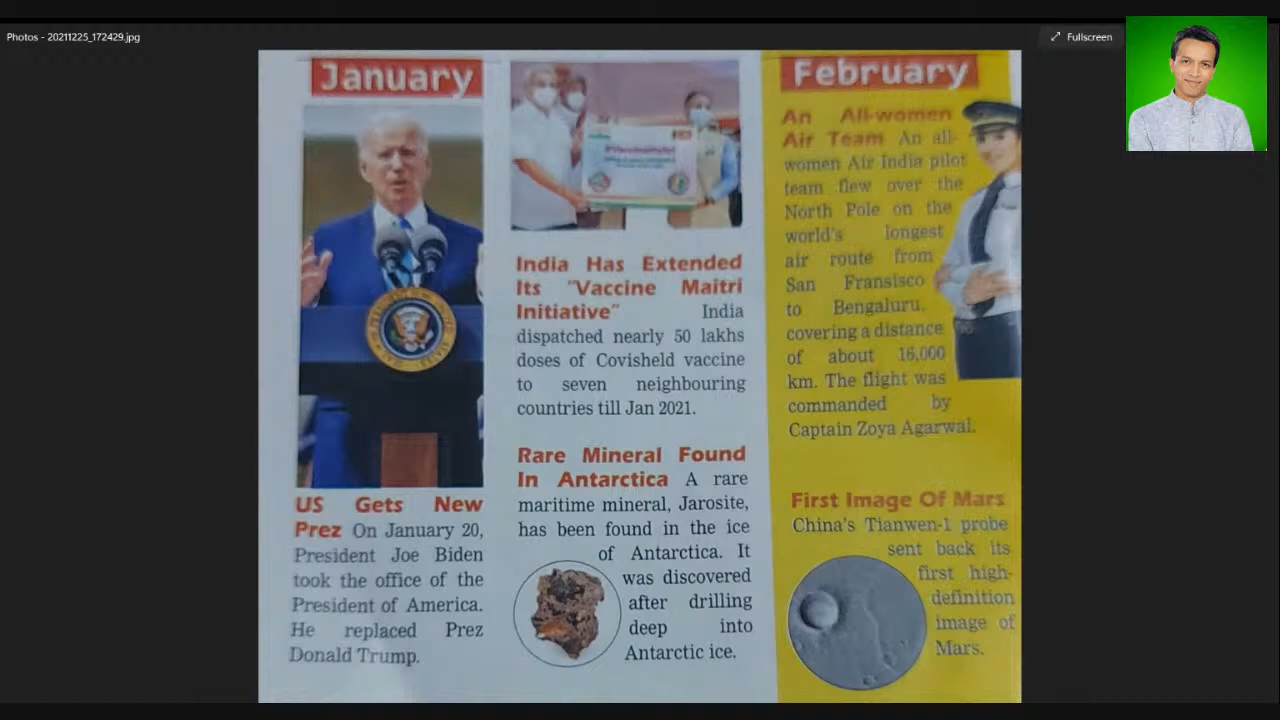 Photos - 20211225_172429.jpg
Fullscreen
January
US Gets New
Prez On January 20,
President Joe Biden
took the office of the
President of America.
He replaced Prez
Donald Trump.
India Has Extended
Its "Vaccine Maitri
Initiative" India
dispatched nearly 50 lakhs
doses of Covisheld vaccine
to seven neighbouring
countries till Jan 2021.
Rare Mineral Found
In Antarctica A rare
maritime mineral, Jarosite,
has been found in the ice
of Antarctica. It
was discovered
after drilling
deep into
Antarctic ice.
February
An All-women
Air Team An all-
women Air India pilot
team flew over the
North Pole on the
world's longest
air route from
San Fransisco
to Bengaluru,
covering a distance
of about 16,000
km. The flight was
commanded by
Captain Zoya Agarwal.
First Image Of Mars
China's Tianwen-1 probe
sent back its
first high-
definition
image of
Mars.